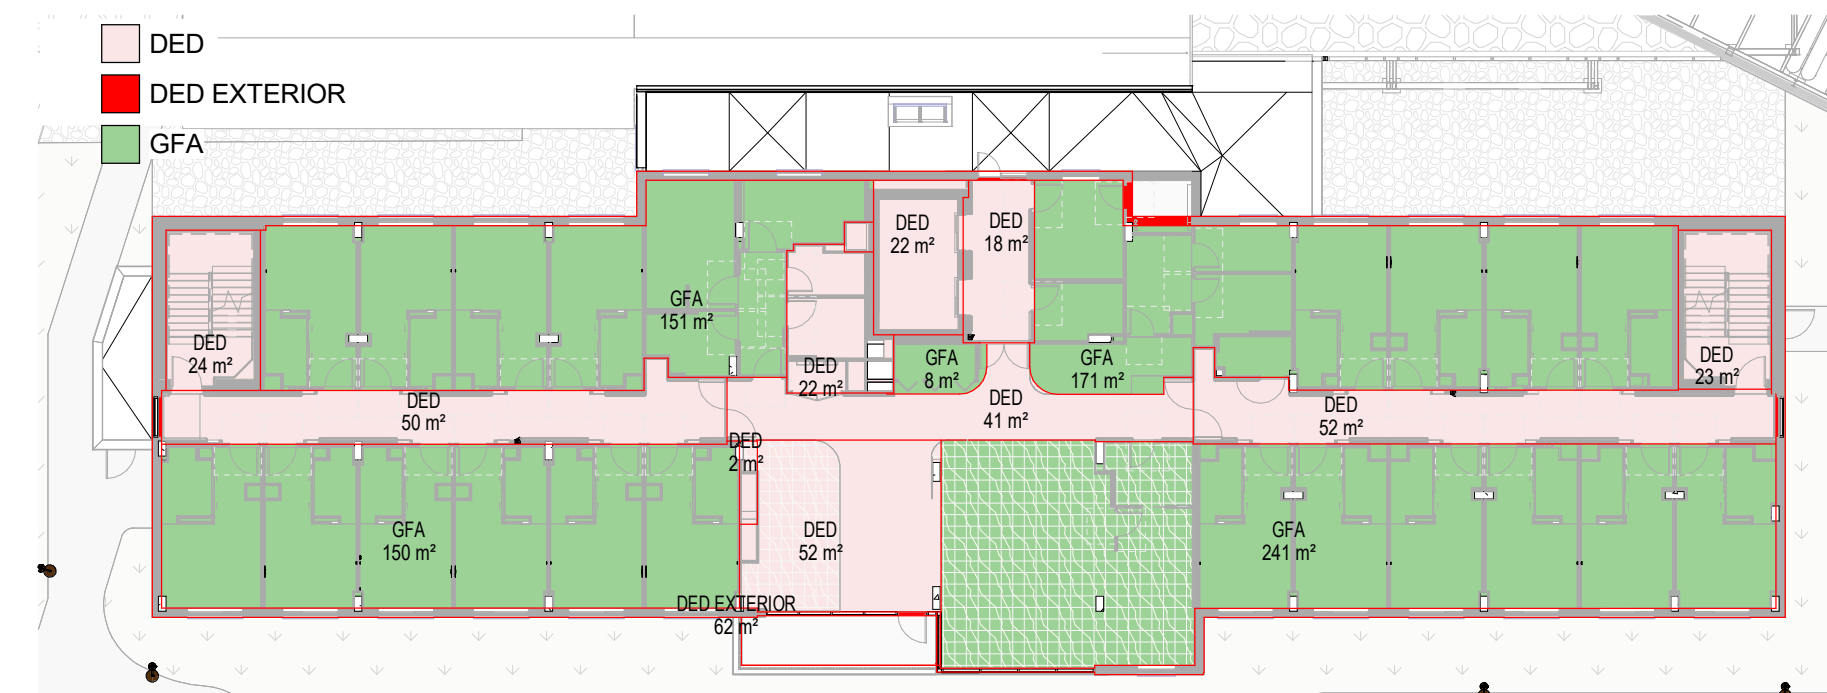 DED
DED EXTERIOR
GFA
DED
22 m²
DED
18 m²
GFA
151 m²
DED
24 m²
DED
22 m²
GFA
8 m²
GFA
171 m²
DED
23 m²
DED
50 m²
DED
41 m²
DED
52 m²
DED
2 m²
GFA
150 m²
DED
52 m²
GFA
241 m²
DED EXTERIOR
62 m²